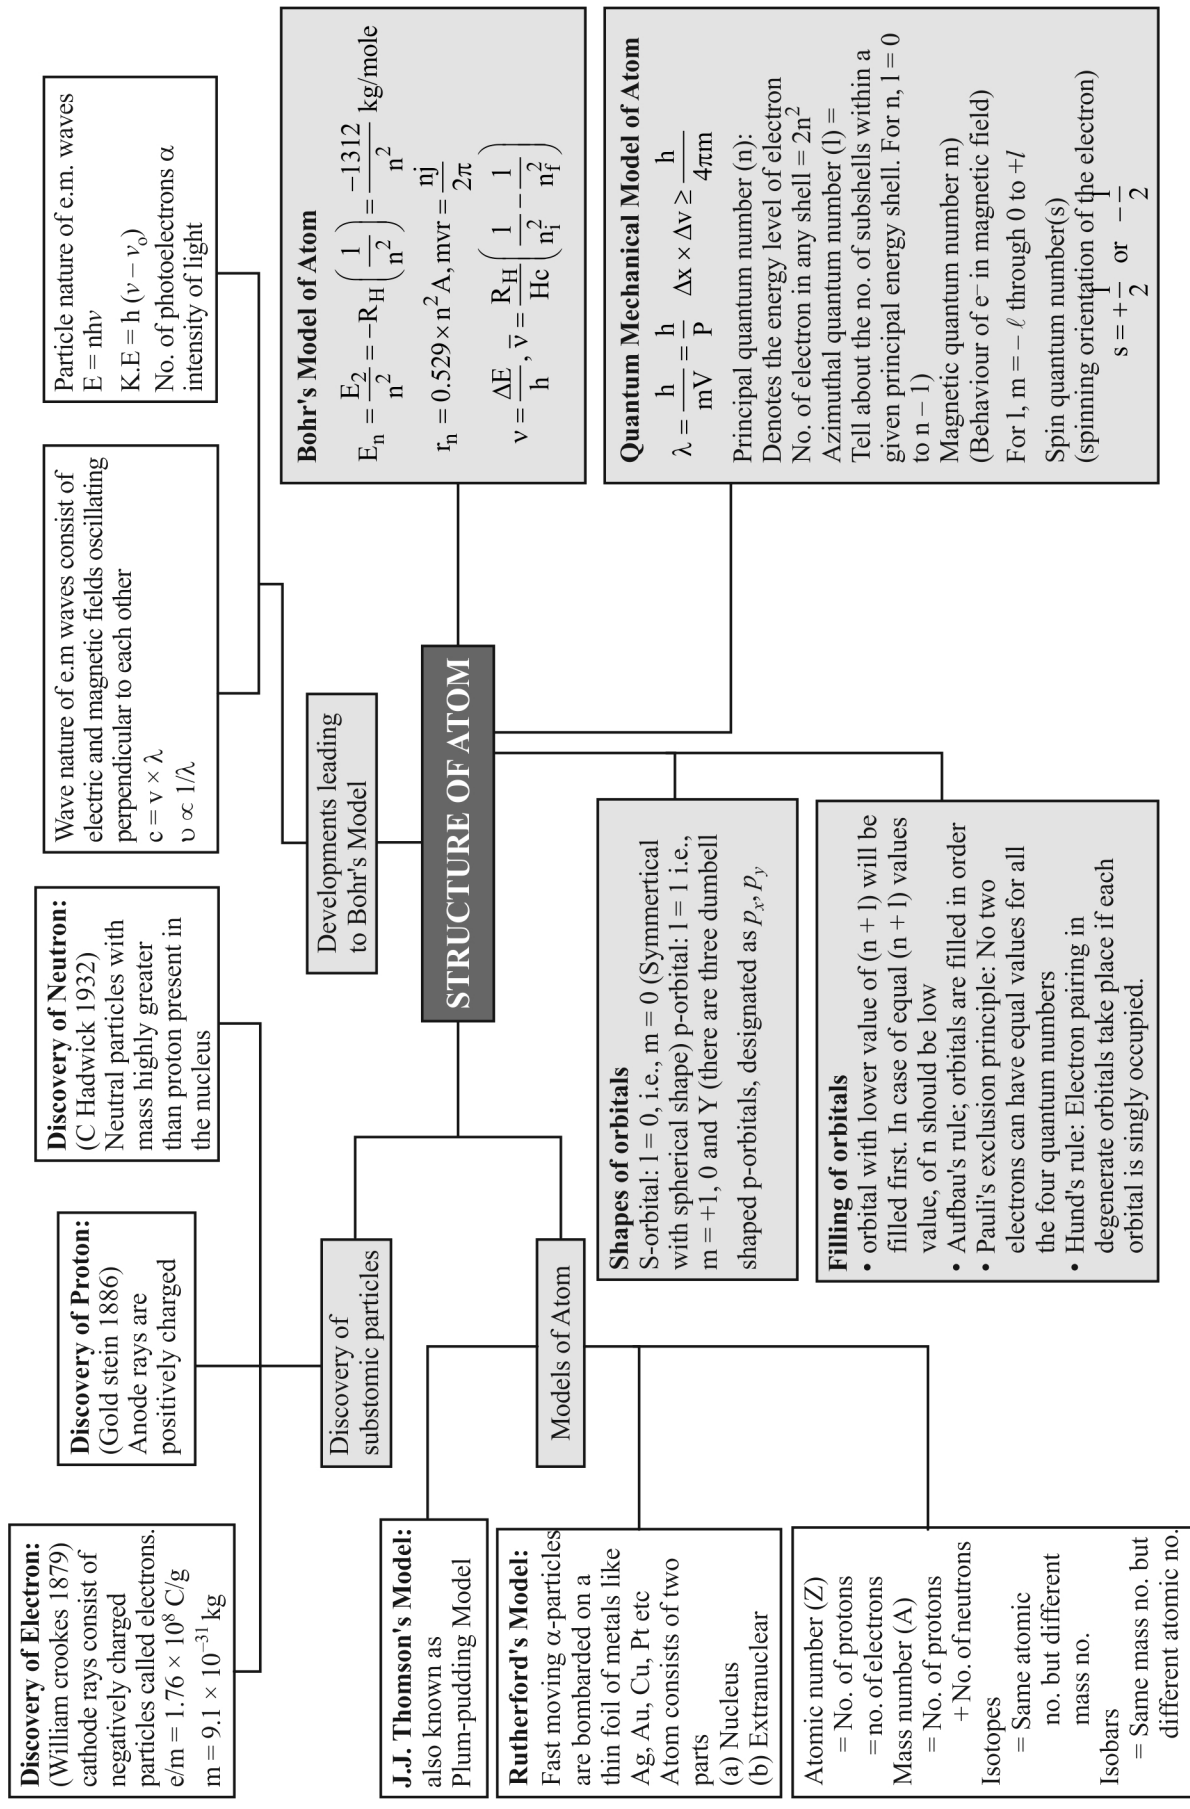 Discovery of Electron:
(William crookes 1879)
cathode rays consist of
negatively charged
particles called electrons.
e/m = 1.76 × 10⁸ C/g
m = 9.1 × 10⁻³¹ kg
Discovery of Proton:
(Gold stein 1886)
Anode rays are
positively charged
Discovery of Neutron:
(C Hadwick 1932)
Neutral particles with
mass highly greater
than proton present in
the nucleus
Wave nature of e.m waves consist of
electric and magnetic fields oscillating
perpendicular to each other
c = v × λ
υ ∝ 1/λ
Particle nature of e.m. waves
E = nhν
K.E = h (ν − ν₀)
No. of photoelectrons α
intensity of light
Discovery of
substomic particles
Developments leading
to Bohr's Model
STRUCTURE OF ATOM
Models of Atom
Bohr's Model of Atom
Eₙ = E₂/n² = −R_H (1/n²) = −1312/n² kg/mole
rₙ = 0.529 × n² A, mvr = nj/2π
ν = ΔE/h, v̅ = R_H/Hc (1/nᵢ² − 1/n_f²)
J.J. Thomson's Model:
also known as
Plum-pudding Model
Rutherford's Model:
Fast moving α-particles
are bombarded on a
thin foil of metals like
Ag, Au, Cu, Pt etc
Atom consists of two
parts
(a) Nucleus
(b) Extranuclear
Atomic number (Z)
= No. of protons
= no. of electrons
Mass number (A)
= No. of protons
+ No. of neutrons
Isotopes
= Same atomic
no. but different
mass no.
Isobars
= Same mass no. but
different atomic no.
Shapes of orbitals
S-orbital: l = 0, i.e., m = 0 (Symmertical
with spherical shape) p-orbital: l = 1 i.e.,
m = +1, 0 and Y (there are three dumbell
shaped p-orbitals, designated as pₓ, p_y
Filling of orbitals
• orbital with lower value of (n + l) will be
filled first. In case of equal (n + l) values
value, of n should be low
• Aufbau's rule; orbitals are filled in order
• Pauli's exclusion principle: No two
electrons can have equal values for all
the four quantum numbers
• Hund's rule: Electron pairing in
degenerate orbitals take place if each
orbital is singly occupied.
Quantum Mechanical Model of Atom
λ = h/mV = h/P Δx × Δv ≥ h/4πm
Principal quantum number (n):
Denotes the energy level of electron
No. of electron in any shell = 2n²
Azimuthal quantum number (l) =
Tell about the no. of subshells within a
given principal energy shell. For n, l = 0
to n − 1)
Magnetic quantum number m)
(Behaviour of e⁻ in magnetic field)
For l, m = − ℓ through 0 to +l
Spin quantum number(s)
(spinning orientation of the electron)
s = +1/2 or −1/2